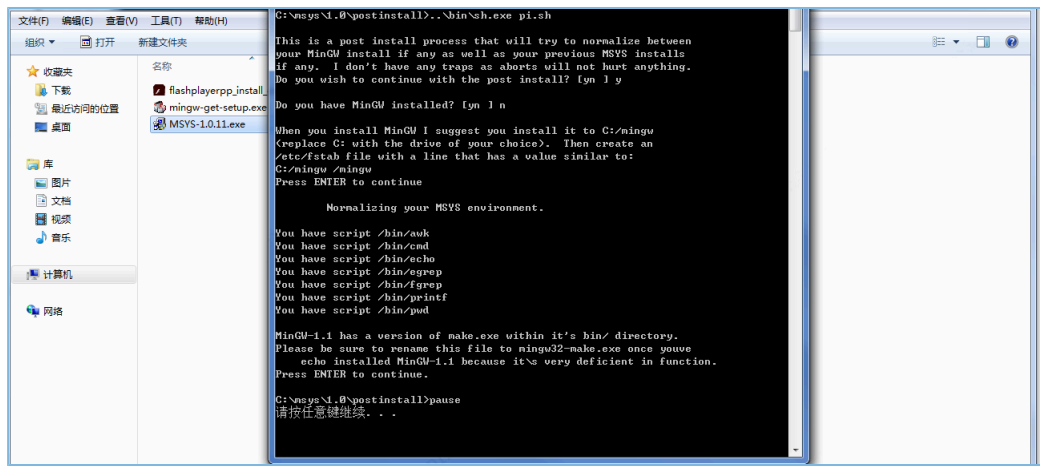 文件(F) 编辑(E) 查看(V) 工具(T) 帮助(H)
组织 打开 新建文件夹
收藏夹
下载
最近访问的位置
桌面
库
图片
文档
视频
音乐
计算机
网络
名称
flashplayerpp_install_
mingw-get-setup.exe
MSYS-1.0.11.exe
C:\msys\1.0\postinstall>..\bin\sh.exe pi.sh
This is a post install process that will try to normalize between
your MinGW install if any as well as your previous MSYS installs
if any. I don't have any traps as aborts will not hurt anything.
Do you wish to continue with the post install? [yn ] y
Do you have MinGW installed? [yn ] n
When you install MinGW I suggest you install it to C:/mingw
(replace C: with the drive of your choice). Then create an
/etc/fstab file with a line that has a value similar to:
C:/mingw /mingw
Press ENTER to continue
Normalizing your MSYS environment.
You have script /bin/awk
You have script /bin/cmd
You have script /bin/echo
You have script /bin/egrep
You have script /bin/fgrep
You have script /bin/printf
You have script /bin/pwd
MinGW-1.1 has a version of make.exe within it's bin/ directory.
Please be sure to rename this file to mingw32-make.exe once youve
echo installed MinGW-1.1 because it\s very deficient in function.
Press ENTER to continue.
C:\msys\1.0\postinstall>pause
请按任意键继续. . .